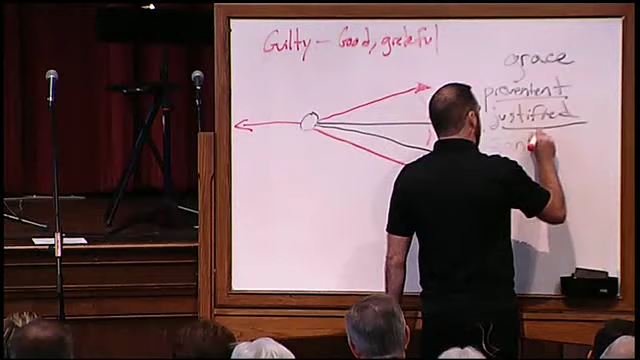 Guilty — Good, grateful
grace
prevenient
justified